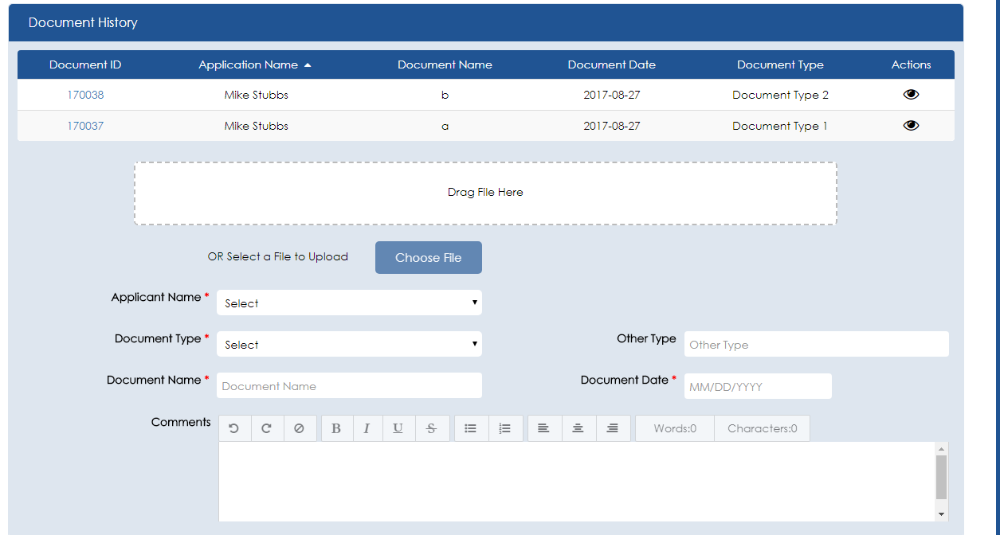 Document History
Document ID Application Name Document Name Document Date Document Type Actions
170038 Mike Stubbs b 2017-08-27 Document Type 2
170037 Mike Stubbs a 2017-08-27 Document Type 1
Drag File Here
OR Select a File to Upload Choose File
Applicant Name * Select
Document Type * Select Other Type Other Type
Document Name * Document Name Document Date * MM/DD/YYYY
Comments B I U S Words:0 Characters:0